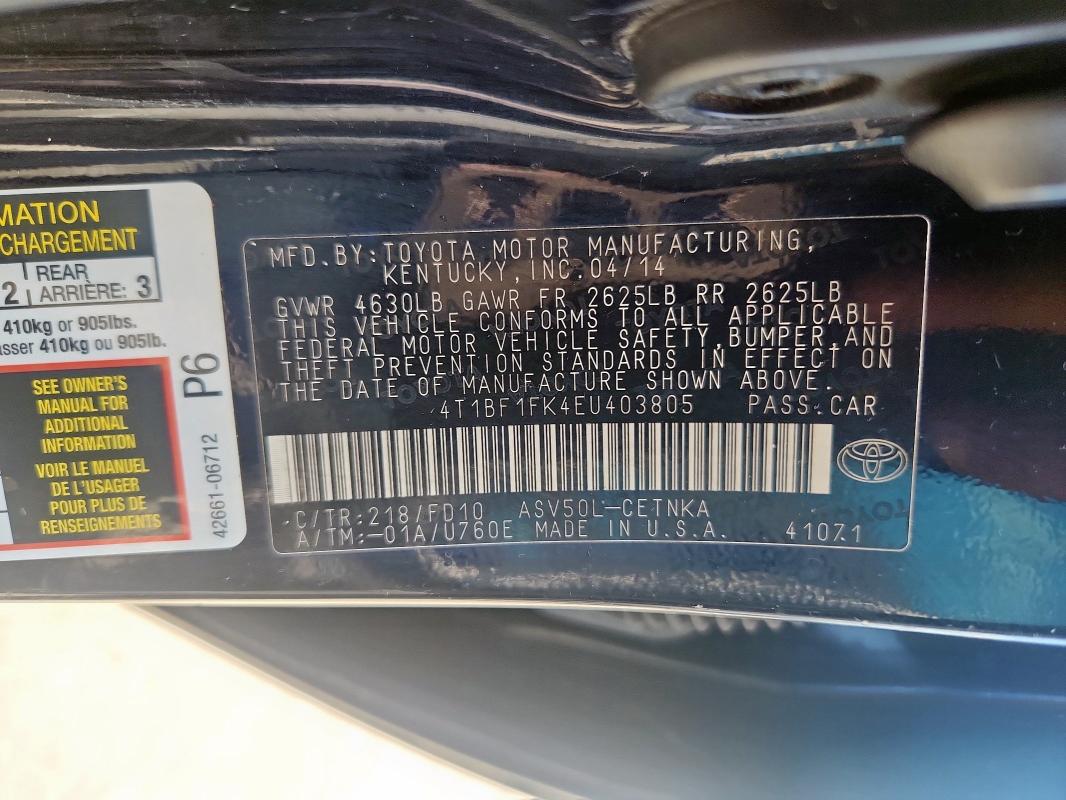 MATION
CHARGEMENT
REAR
2 ARRIÈRE: 3
410kg or 905lbs.
asser 410kg ou 905lb.
SEE OWNER'S
MANUAL FOR
ADDITIONAL
INFORMATION
VOIR LE MANUEL
DE L'USAGER
POUR PLUS DE
RENSEIGNEMENTS
P6
42661-06712
MFD.BY:TOYOTA MOTOR MANUFACTURING,
KENTUCKY, INC.04/14
GVWR 4630LB GAWR FR 2625LB RR 2625LB
THIS VEHICLE CONFORMS TO ALL APPLICABLE
FEDERAL MOTOR VEHICLE SAFETY,BUMPER,AND
THEFT PREVENTION STANDARDS IN EFFECT ON
THE DATE OF MANUFACTURE SHOWN ABOVE.
4T1BF1FK4EU403805 PASS.CAR
C/TR:218/FD10 ASV50L-CETNKA
A/TM:-01A/U760E MADE IN U.S.A. 41071